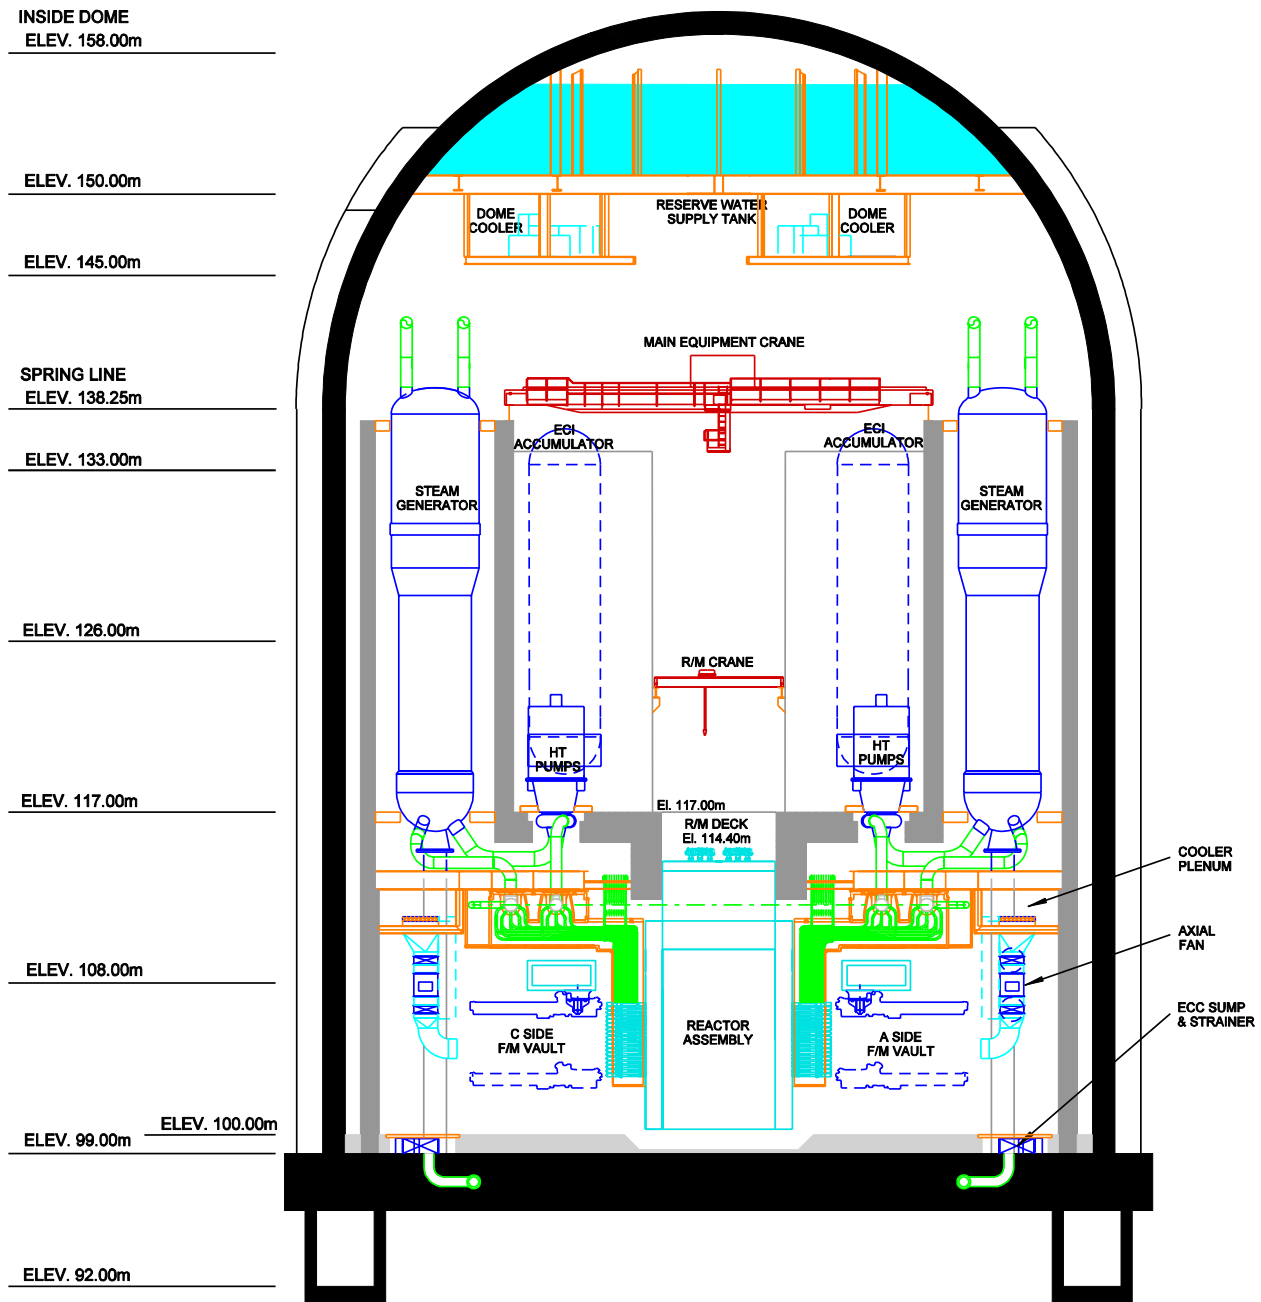 INSIDE DOME
ELEV. 158.00m
ELEV. 150.00m
DOME
COOLER
RESERVE WATER
SUPPLY TANK
DOME
COOLER
ELEV. 145.00m
MAIN EQUIPMENT CRANE
SPRING LINE
ELEV. 138.25m
ECI
ACCUMULATOR
ECI
ACCUMULATOR
ELEV. 133.00m
STEAM
GENERATOR
STEAM
GENERATOR
ELEV. 126.00m
R/M CRANE
HT
PUMPS
HT
PUMPS
ELEV. 117.00m
El. 117.00m
R/M DECK
El. 114.40m
COOLER
PLENUM
AXIAL
FAN
ELEV. 108.00m
ECC SUMP
& STRAINER
C SIDE
F/M VAULT
REACTOR
ASSEMBLY
A SIDE
F/M VAULT
ELEV. 100.00m
ELEV. 99.00m
ELEV. 92.00m